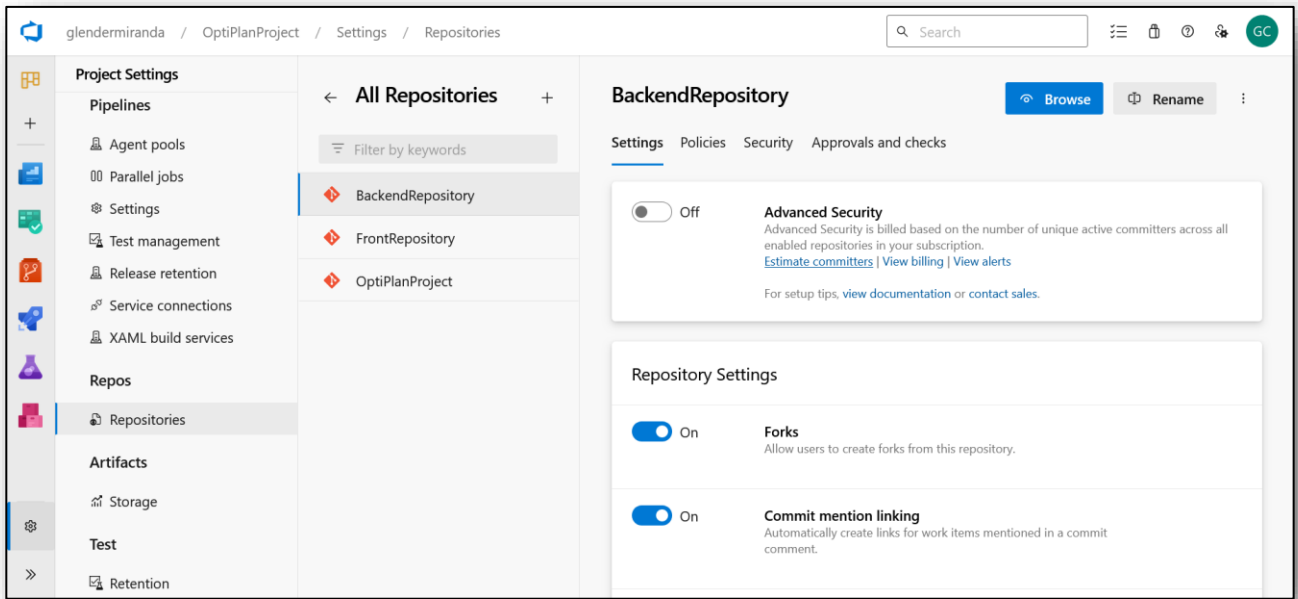 glendermiranda / OptiPlanProject / Settings / Repositories
Search
GC
Project Settings
Pipelines
Agent pools
Parallel jobs
Settings
Test management
Release retention
Service connections
XAML build services
Repos
Repositories
Artifacts
Storage
Test
Retention
All Repositories
Filter by keywords
BackendRepository
FrontRepository
OptiPlanProject
BackendRepository
Browse
Rename
Settings Policies Security Approvals and checks
Off
Advanced Security
Advanced Security is billed based on the number of unique active committers across all
enabled repositories in your subscription.
Estimate committers | View billing | View alerts
For setup tips, view documentation or contact sales.
Repository Settings
On
Forks
Allow users to create forks from this repository.
On
Commit mention linking
Automatically create links for work items mentioned in a commit
comment.